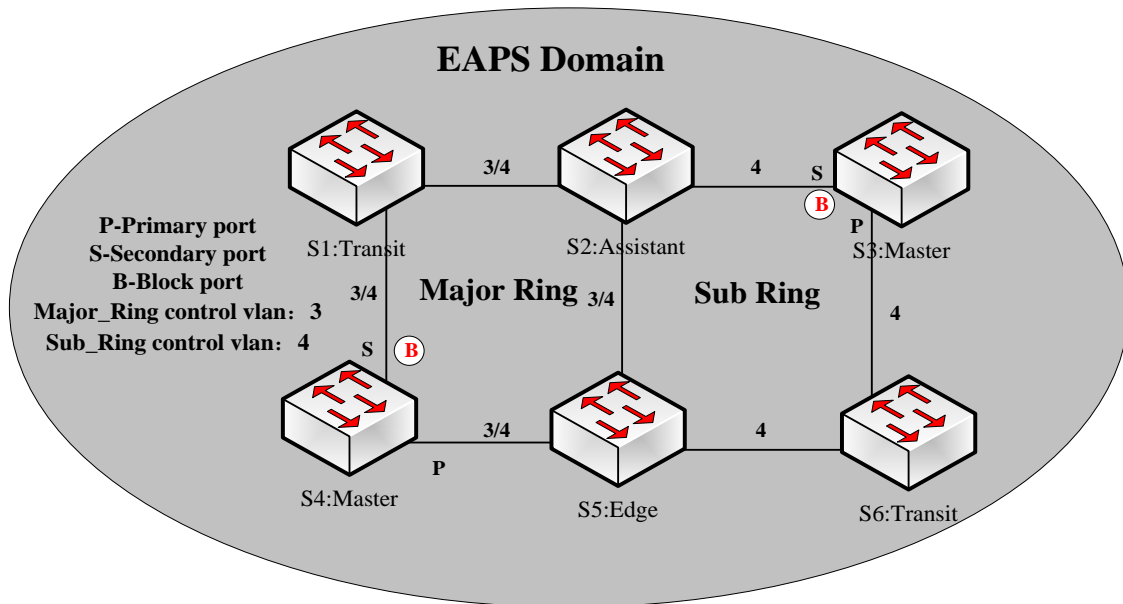 EAPS Domain
3/4
4
S
B
P
S1:Transit
S2:Assistant
S3:Master
P-Primary port
S-Secondary port
B-Block port
Major_Ring control vlan：3
Sub_Ring control vlan：4
3/4
Major Ring
3/4
Sub Ring
4
S
B
3/4
P
4
S4:Master
S5:Edge
S6:Transit